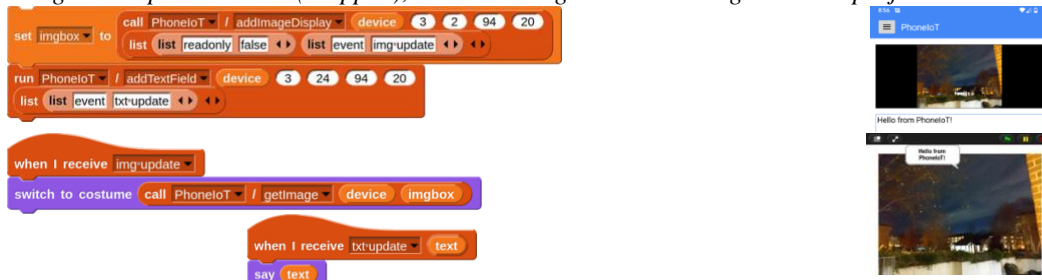 set imgbox to call PhoneIoT / addImageDisplay device 3 2 94 20
list list readonly false list event img-update
run PhoneIoT / addTextField device 3 24 94 20
list list event txt-update
when I receive img-update
switch to costume call PhoneIoT / getImage device imgbox
when I receive txt-update text
say text
8:56
PhoneIoT
Hello from PhoneIoT!
Hello from
PhoneIoT!